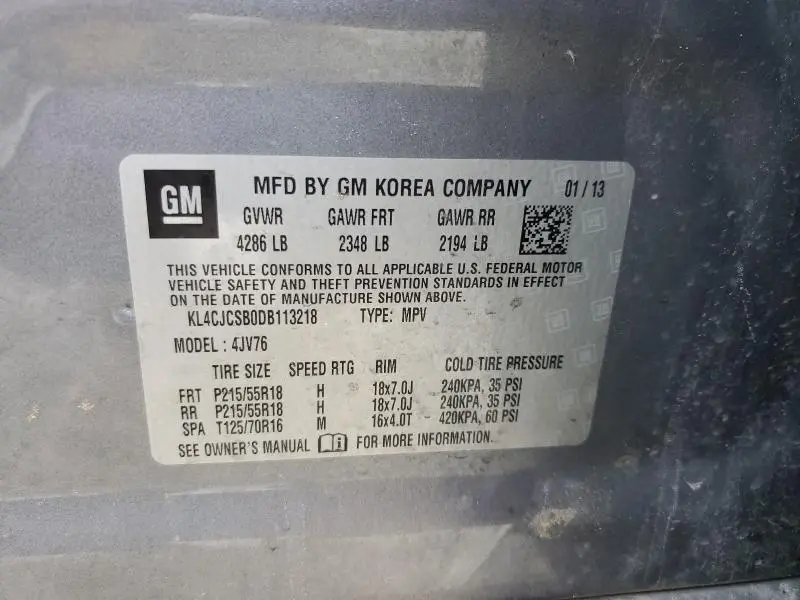 GM MFD BY GM KOREA COMPANY 01 / 13
GVWR GAWR FRT GAWR RR
4286 LB 2348 LB 2194 LB
THIS VEHICLE CONFORMS TO ALL APPLICABLE U.S. FEDERAL MOTOR
VEHICLE SAFETY AND THEFT PREVENTION STANDARDS IN EFFECT
ON THE DATE OF MANUFACTURE SHOWN ABOVE.
KL4CJCSB0DB113218 TYPE: MPV
MODEL : 4JV76
TIRE SIZE SPEED RTG RIM COLD TIRE PRESSURE
FRT P215/55R18 H 18x7.0J 240KPA, 35 PSI
RR P215/55R18 H 18x7.0J 240KPA, 35 PSI
SPA T125/70R16 M 16x4.0T 420KPA, 60 PSI
SEE OWNER'S MANUAL FOR MORE INFORMATION.